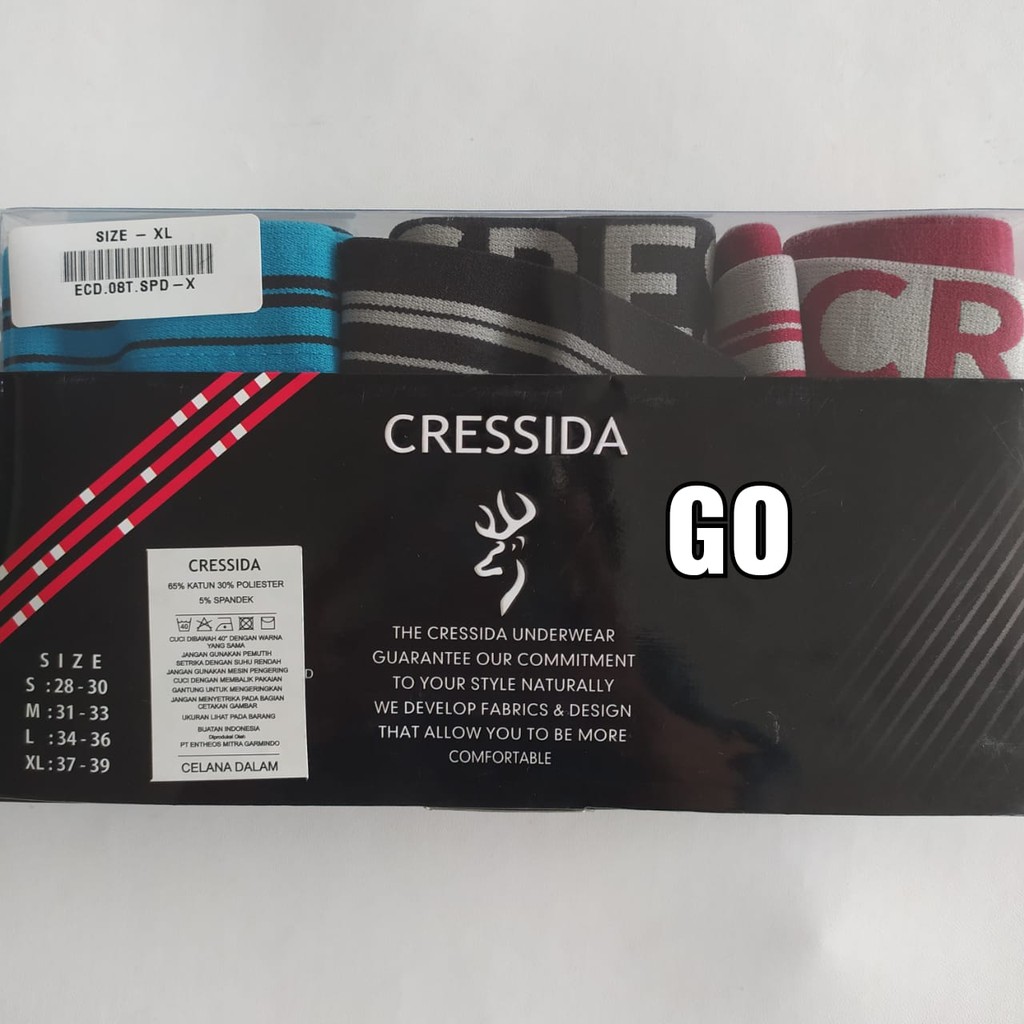 SIZE - XL
ECD.08T.SPD-X
CR
CRESSIDA
GO
CRESSIDA
65% KATUN 30% POLIESTER
5% SPANDEK
40
CUCI DIBAWAH 40° DENGAN WARNA
YANG SAMA
JANGAN GUNAKAN PEMUTIH
SETRIKA DENGAN SUHU RENDAH
JANGAN GUNAKAN MESIN PENGERING
CUCI DENGAN MEMBALIK PAKAIAN
GANTUNG UNTUK MENGERINGKAN
JANGAN MENYETRIKA PADA BAGIAN
CETAKAN GAMBAR
UKURAN LIHAT PADA BARANG
BUATAN INDONESIA
Diproduksi Oleh
PT ENTHEOS MITRA GARMINDO
CELANA DALAM
SIZE
S :28-30
M :31-33
L :34-36
XL:37-39
THE CRESSIDA UNDERWEAR
GUARANTEE OUR COMMITMENT
TO YOUR STYLE NATURALLY
WE DEVELOP FABRICS & DESIGN
THAT ALLOW YOU TO BE MORE
COMFORTABLE